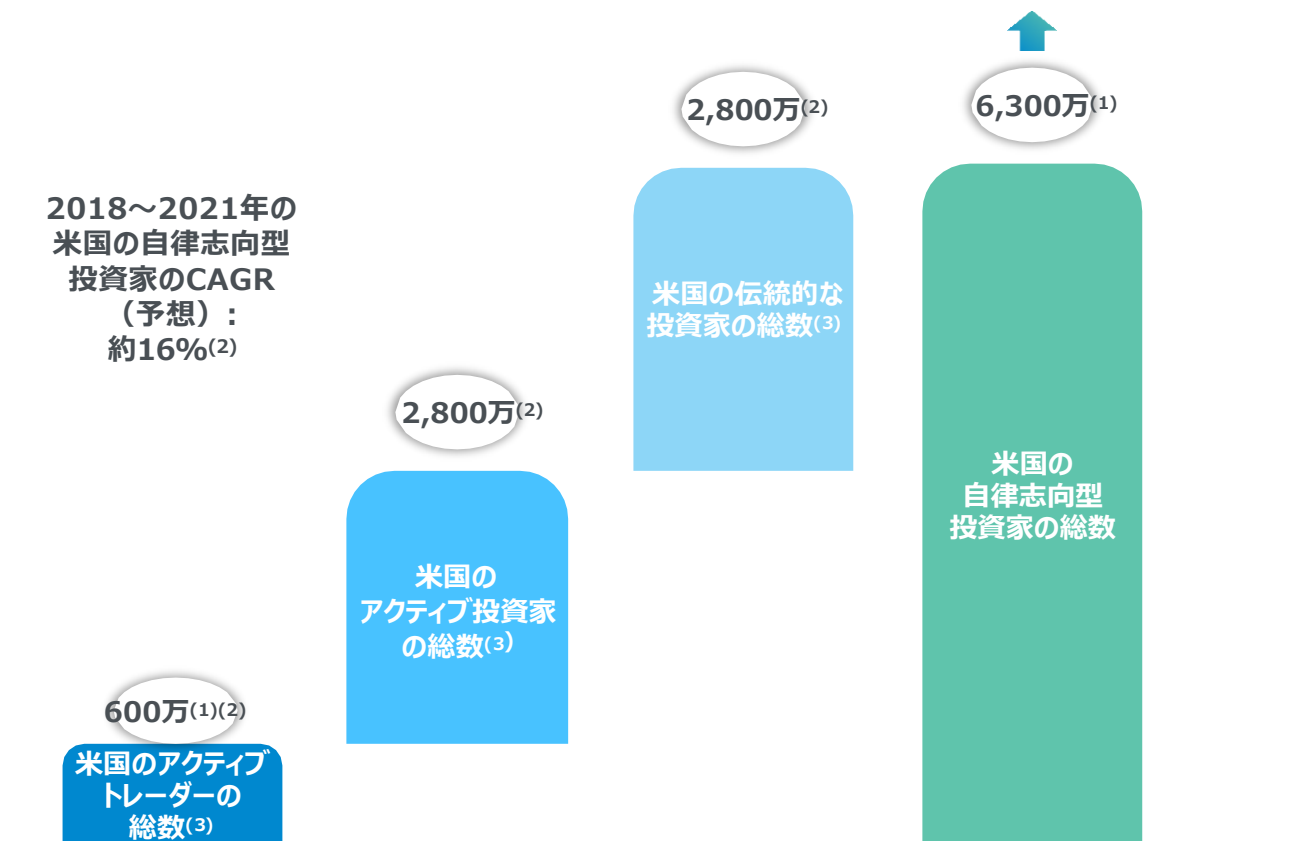 2018～2021年の
米国の自律志向型
投資家のCAGR
（予想）:
約16%(2)
600万(1)(2)
米国のアクティブ
トレーダーの
総数(3)
2,800万(2)
米国の
アクティブ投資家
の総数(3)
2,800万(2)
米国の伝統的な
投資家の総数(3)
6,300万(1)
米国の
自律志向型
投資家の総数